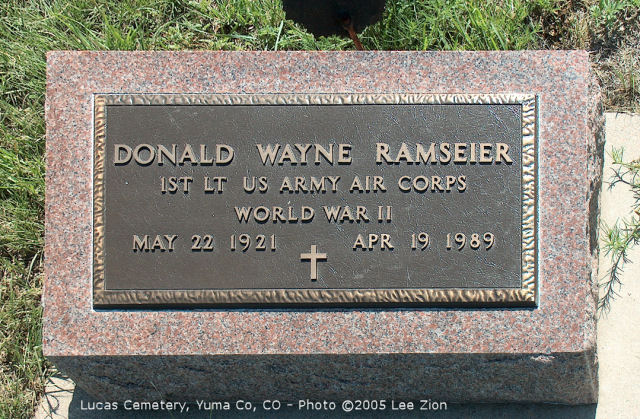 DONALD WAYNE RAMSEIER
1ST LT US ARMY AIR CORPS
WORLD WAR II
MAY 22 1921 APR 19 1989
Lucas Cemetery, Yuma Co, CO - Photo ©2005 Lee Zion